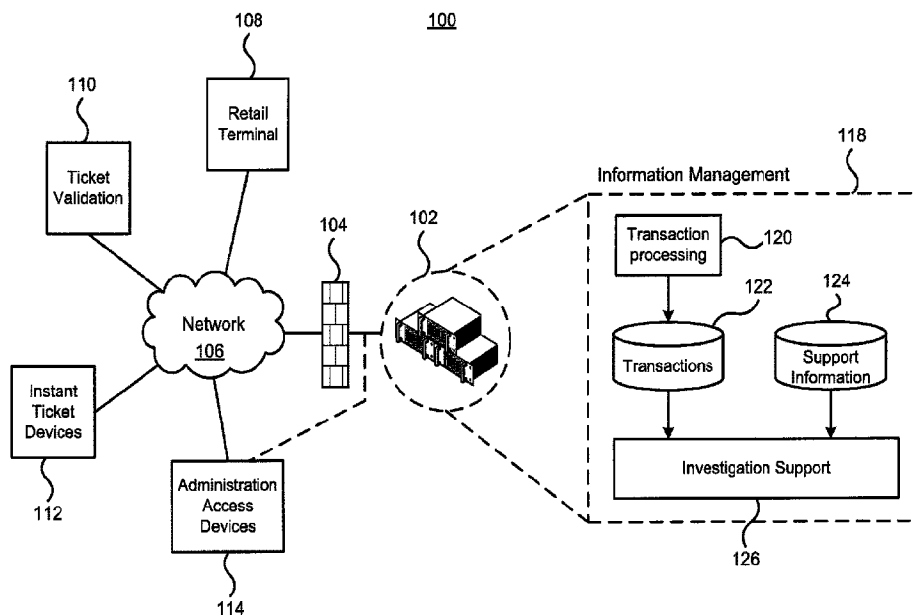 100
108
110
Retail
Terminal
Ticket
Validation
118
Information Management
104
102
Transaction
processing
120
122
124
Network
106
Transactions
Support
Information
Instant
Ticket
Devices
Administration
Access
Devices
Investigation Support
112
114
126